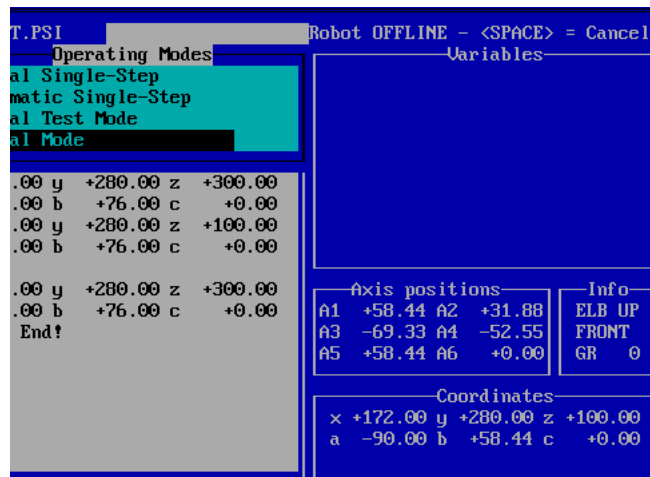 T.PSI
Robot OFFLINE - <SPACE> = Cancel
Operating Modes
al Single-Step
matic Single-Step
al Test Mode
al Mode
.00 y +280.00 z +300.00
.00 b +76.00 c +0.00
.00 y +280.00 z +100.00
.00 b +76.00 c +0.00
.00 y +280.00 z +300.00
.00 b +76.00 c +0.00
End!
Variables
Axis positions
A1 +58.44 A2 +31.88
A3 -69.33 A4 -52.55
A5 +58.44 A6 +0.00
Info
ELB UP
FRONT
GR 0
Coordinates
x +172.00 y +280.00 z +100.00
a -90.00 b +58.44 c +0.00